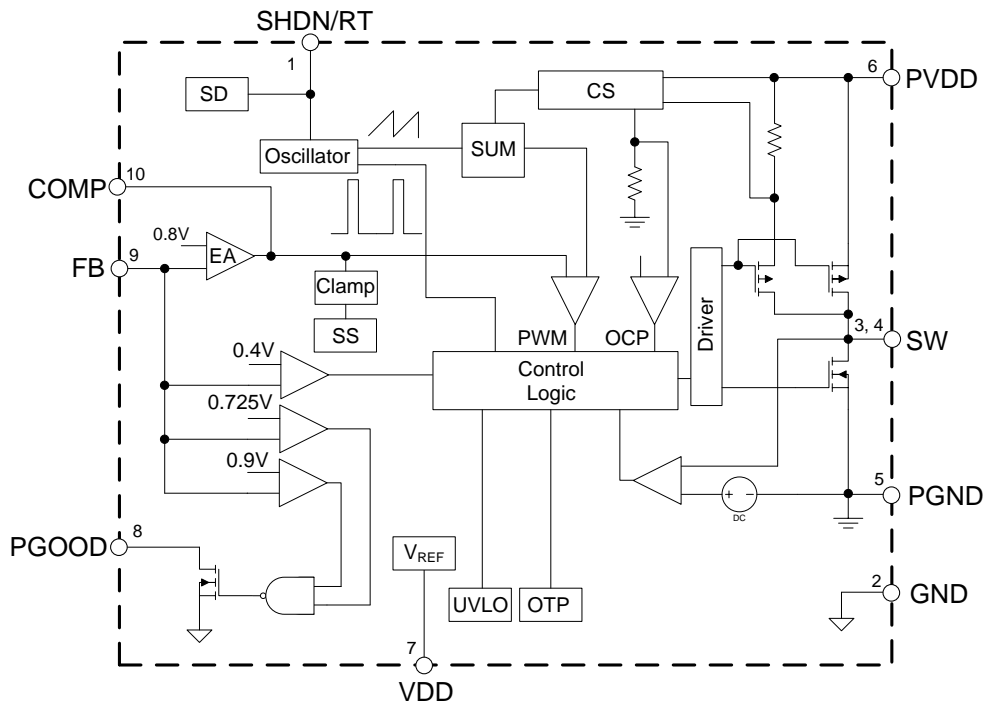 SHDN/RT
1
6
PVDD
SD
CS
Oscillator
SUM
10
COMP
0.8V
EA
9
FB
Clamp
SS
PWM
OCP
Driver
3, 4
SW
0.4V
Control
Logic
0.725V
0.9V
5
PGND
+ −
DC
8
PGOOD
VREF
2
GND
UVLO
OTP
7
VDD